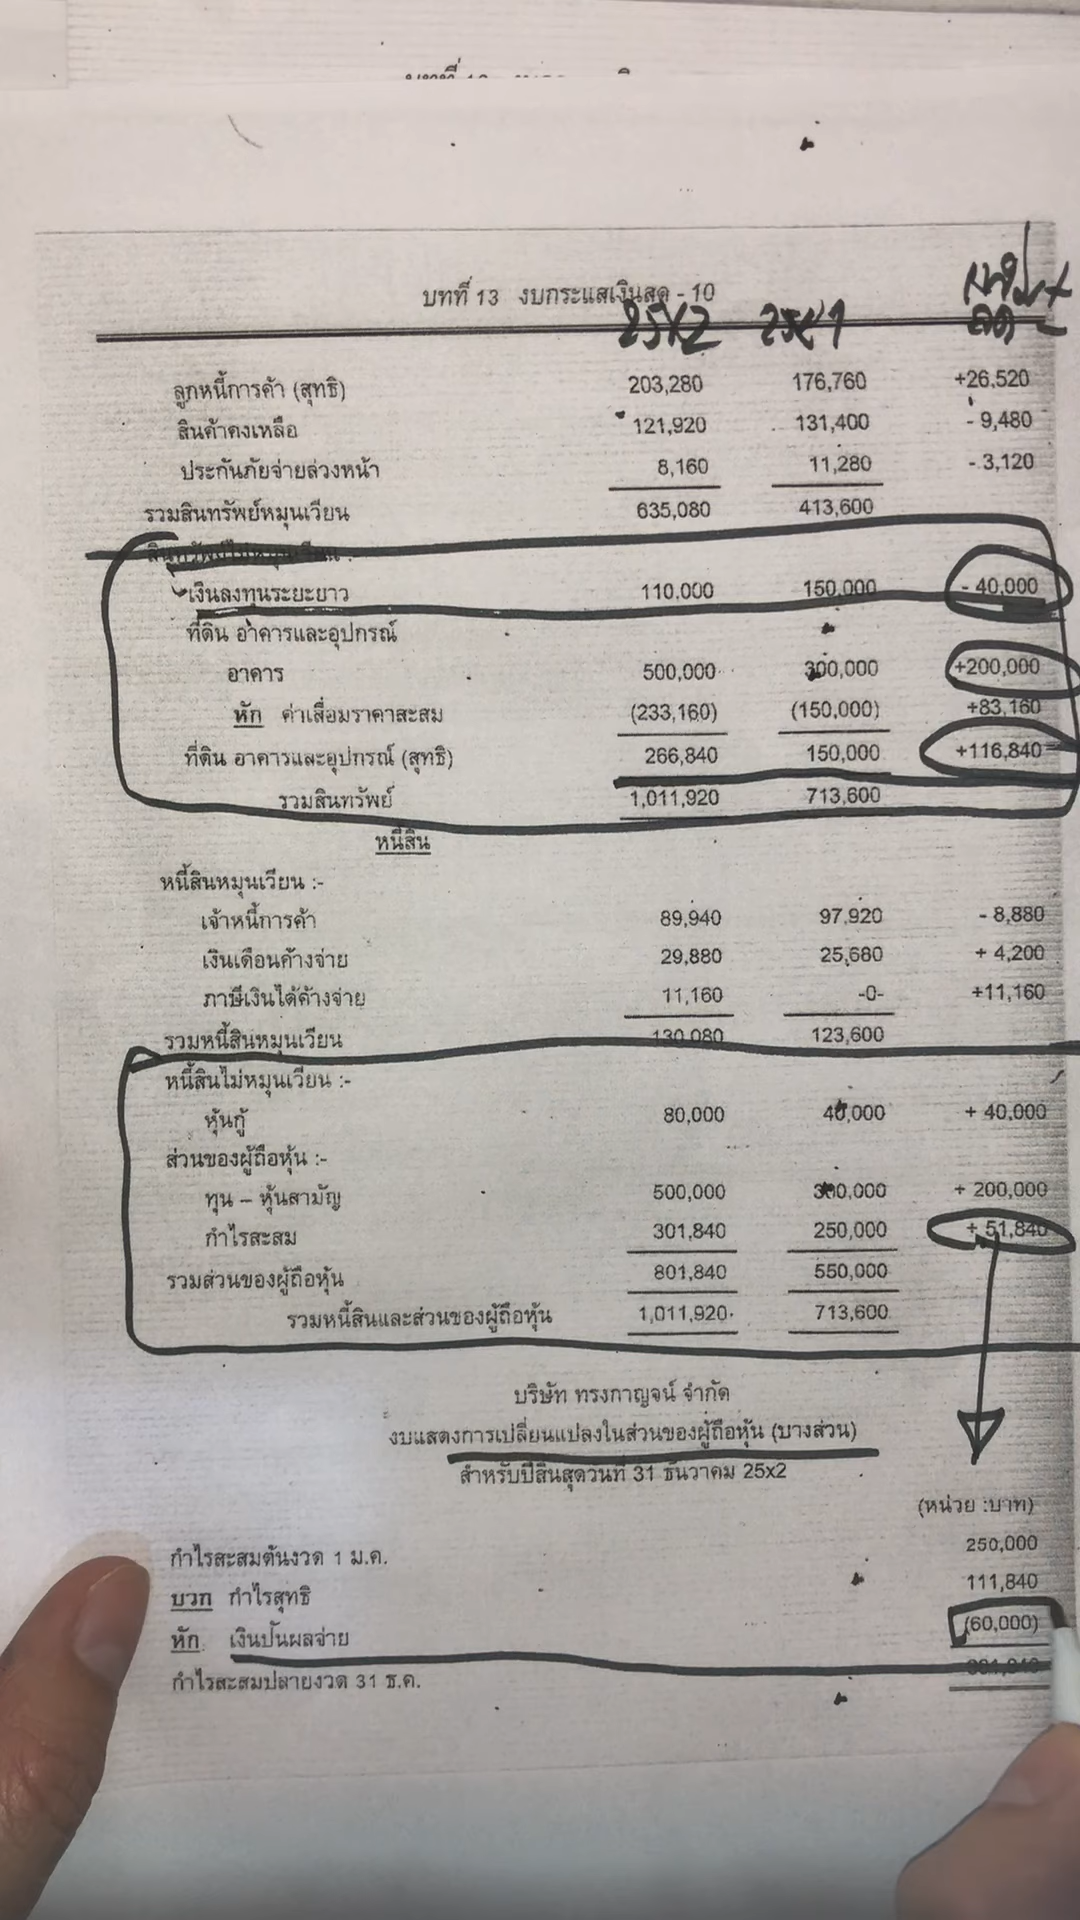 บทที่ 13 งบกระแสเงินสด - 10
25X2 25X1 ลด -
ลูกหนี้การค้า (สุทธิ) 203,280 176,760 +26,520
สินค้าคงเหลือ 121,920 131,400 - 9,480
ประกันภัยจ่ายล่วงหน้า 8,160 11,280 - 3,120
รวมสินทรัพย์หมุนเวียน 635,080 413,600
สินทรัพย์ไม่หมุนเวียน :
เงินลงทุนระยะยาว 110,000 150,000 - 40,000
ที่ดิน อาคารและอุปกรณ์
อาคาร 500,000 300,000 +200,000
หัก ค่าเสื่อมราคาสะสม (233,160) (150,000) +83,160
ที่ดิน อาคารและอุปกรณ์ (สุทธิ) 266,840 150,000 +116,840
รวมสินทรัพย์ 1,011,920 713,600
หนี้สิน
หนี้สินหมุนเวียน :-
เจ้าหนี้การค้า 89,940 97,920 - 8,880
เงินเดือนค้างจ่าย 29,880 25,680 + 4,200
ภาษีเงินได้ค้างจ่าย 11,160 -0- +11,160
รวมหนี้สินหมุนเวียน 130,080 123,600
หนี้สินไม่หมุนเวียน :-
หุ้นกู้ 80,000 40,000 + 40,000
ส่วนของผู้ถือหุ้น :-
ทุน – หุ้นสามัญ 500,000 300,000 + 200,000
กำไรสะสม 301,840 250,000 + 51,840
รวมส่วนของผู้ถือหุ้น 801,840 550,000
รวมหนี้สินและส่วนของผู้ถือหุ้น 1,011,920 713,600
บริษัท ทรงกาญจน์ จำกัด
งบแสดงการเปลี่ยนแปลงในส่วนของผู้ถือหุ้น (บางส่วน)
สำหรับปีสิ้นสุดวันที่ 31 ธันวาคม 25x2
(หน่วย :บาท)
กำไรสะสมต้นงวด 1 ม.ค. 250,000
บวก กำไรสุทธิ 111,840
หัก เงินปันผลจ่าย (60,000)
กำไรสะสมปลายงวด 31 ธ.ค.